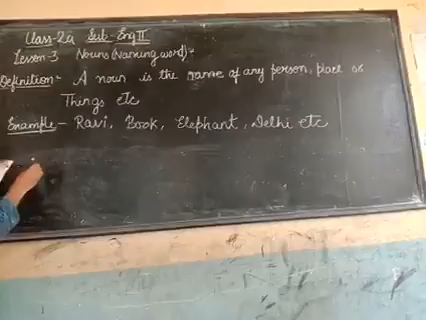 Class-2a Sub-Eng II
Lesson-3 Nouns (Naming word):-
Definition:- A noun is the name of any person, place or
Things etc
Example:- Ravi, Book, Elephant, Delhi etc